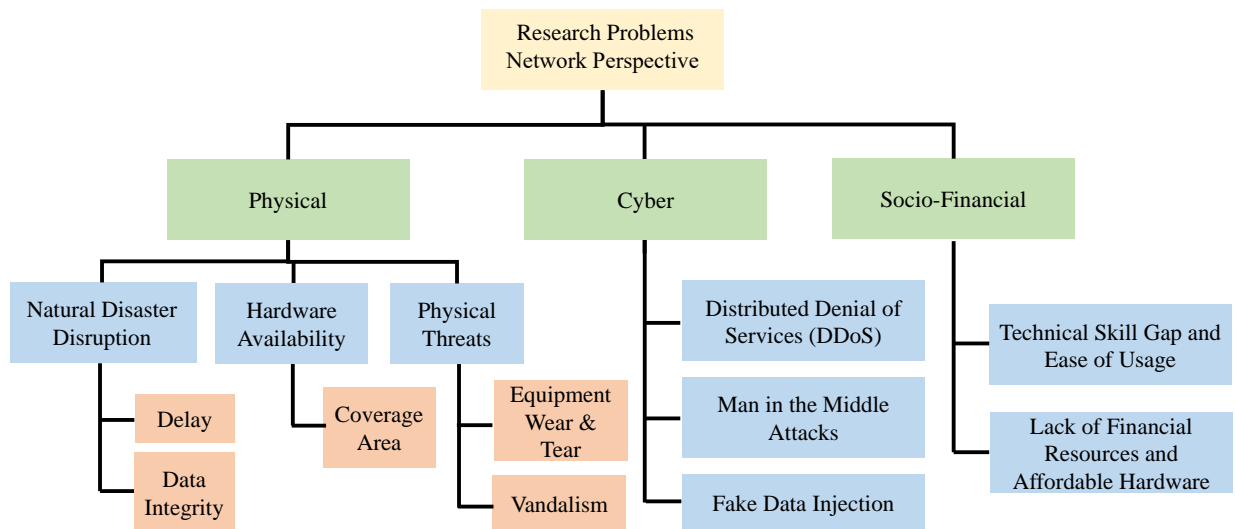 Research Problems
Network Perspective
Physical
Cyber
Socio-Financial
Natural Disaster
Disruption
Hardware
Availability
Physical
Threats
Delay
Data
Integrity
Coverage
Area
Equipment
Wear &
Tear
Vandalism
Distributed Denial of
Services (DDoS)
Man in the Middle
Attacks
Fake Data Injection
Technical Skill Gap and
Ease of Usage
Lack of Financial
Resources and
Affordable Hardware